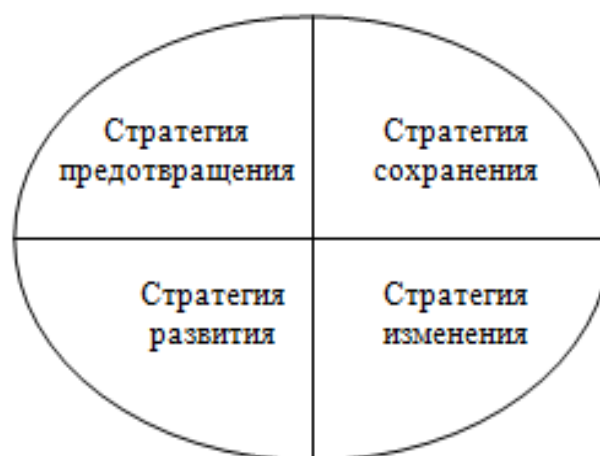 Стратегия
предотвращения
Стратегия
сохранения
Стратегия
развития
Стратегия
изменения